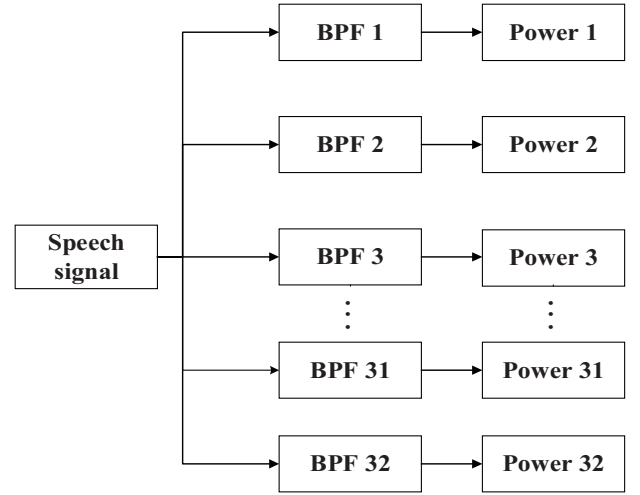 BPF 1
Power 1
BPF 2
Power 2
Speech
signal
BPF 3
Power 3
BPF 31
Power 31
BPF 32
Power 32